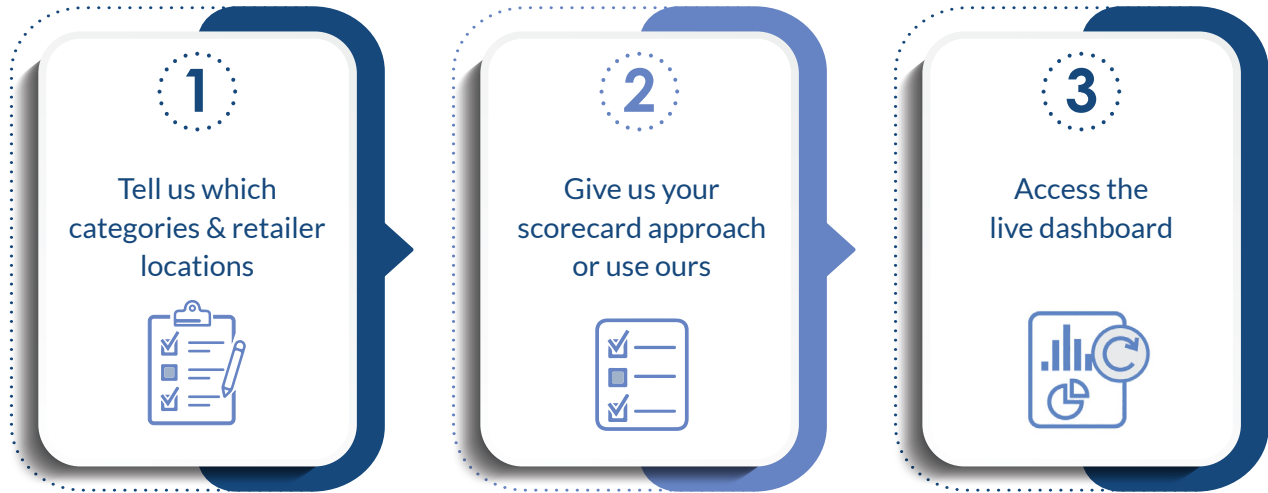 1
Tell us which
categories & retailer
locations
2
Give us your
scorecard approach
or use ours
3
Access the
live dashboard